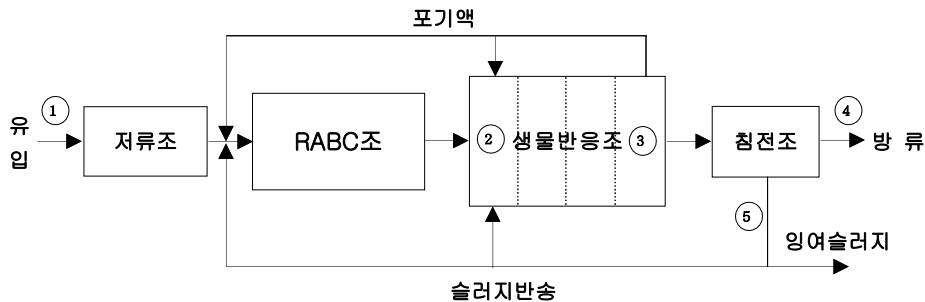 포기액
유
입
①
저류조
RABC조
② 생물반응조 ③
침전조
④
방 류
⑤
잉여슬러지
슬러지반송